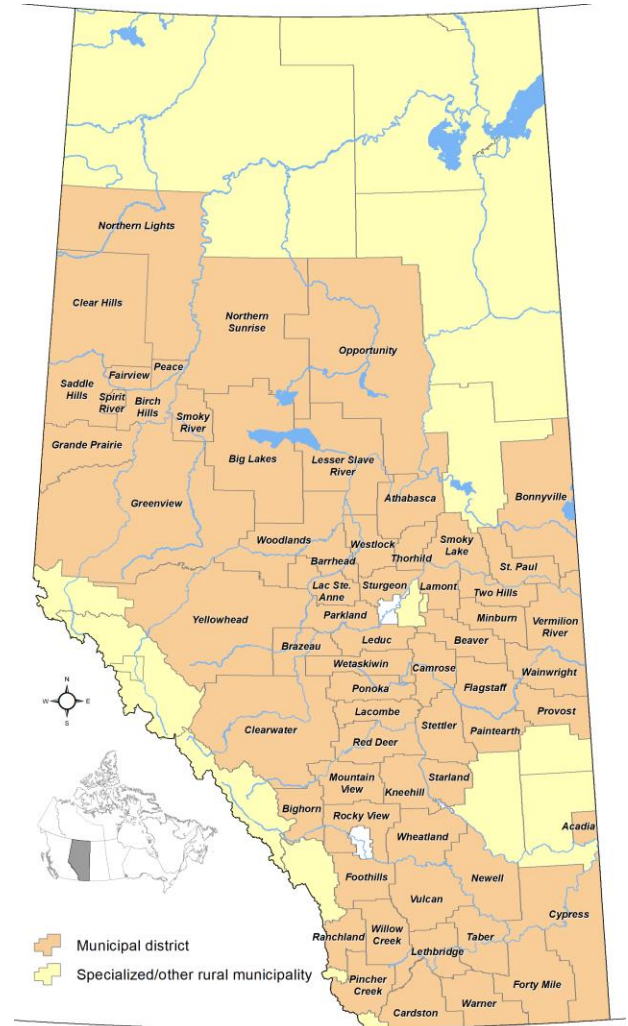 Northern Lights
Clear Hills
Northern
Sunrise
Opportunity
Peace
Fairview
Saddle
Hills
Spirit
River
Birch
Hills
Smoky
River
Grande Prairie
Big Lakes
Lesser Slave
River
Greenview
Athabasca
Bonnyville
Woodlands
Westlock
Smoky
Lake
Thorhild
Barrhead
St. Paul
Lac Ste.
Anne
Sturgeon
Lamont
Two Hills
Yellowhead
Parkland
Minburn
Vermilion
River
Brazeau
Leduc
Beaver
Wetaskiwin
Camrose
Wainwright
Ponoka
Flagstaff
Lacombe
Provost
Clearwater
Stettler
Paintearth
Red Deer
Mountain
View
Starland
Kneehill
Bighorn
Rocky View
Acadia
Wheatland
Foothills
Newell
Vulcan
Cypress
Ranchland
Willow
Creek
Taber
Lethbridge
Pincher
Creek
Forty Mile
Warner
Cardston
N
W
E
S
Municipal district
Specialized/other rural municipality